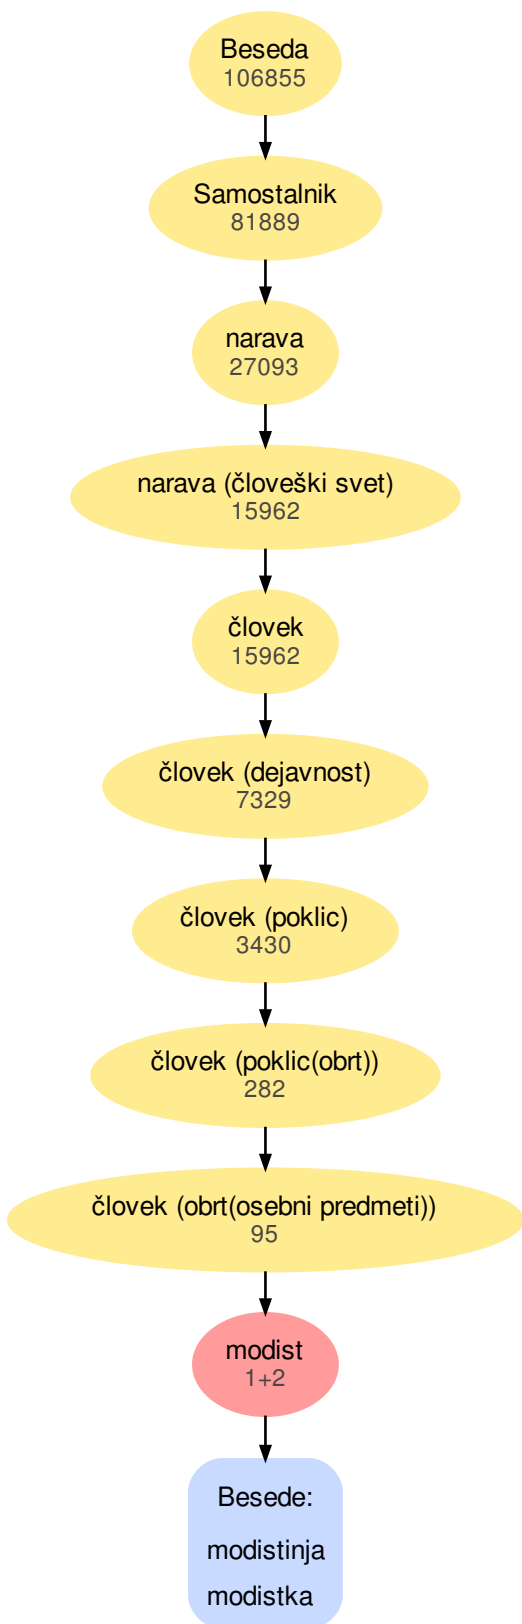 Beseda
106855
Samostalnik
81889
narava
27093
narava (človeški svet)
15962
človek
15962
človek (dejavnost)
7329
človek (poklic)
3430
človek (poklic(obrt))
282
človek (obrt(osebni predmeti))
95
modist
1+2
Besede:
modistinja
modistka